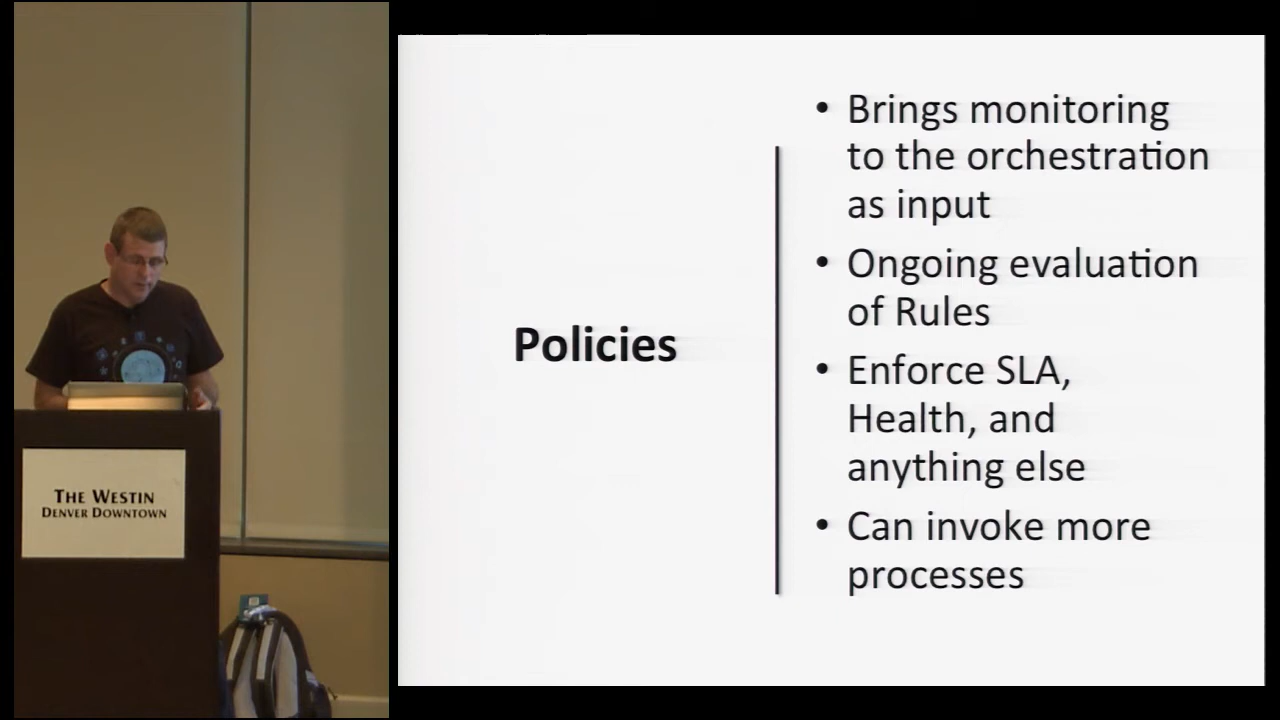 Policies
• Brings monitoring
to the orchestration
as input
• Ongoing evaluation
of Rules
• Enforce SLA,
Health, and
anything else
• Can invoke more
processes
THE WESTIN
DENVER DOWNTOWN